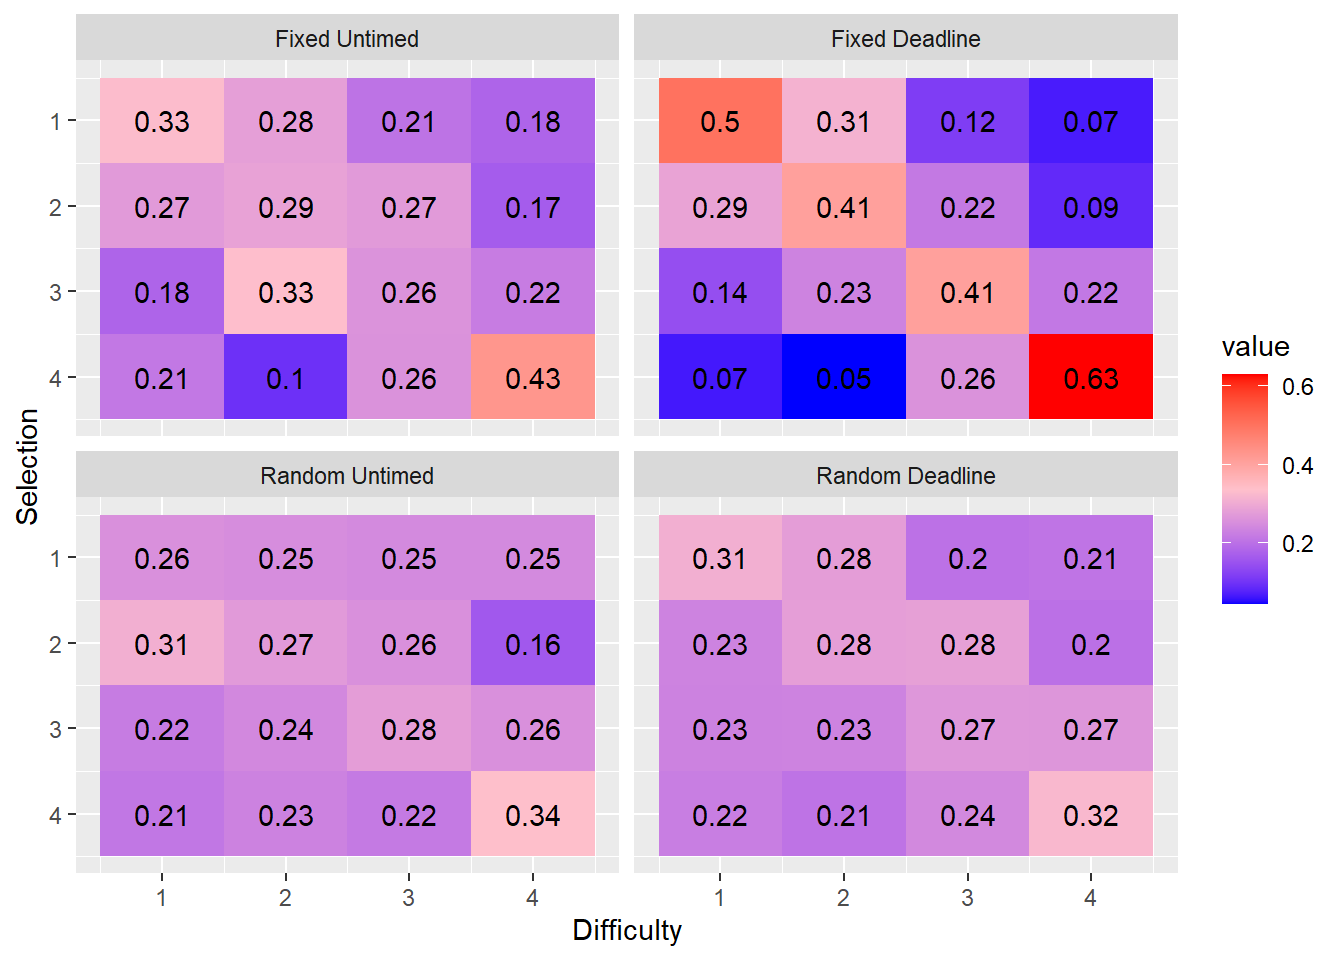 Fixed Untimed Fixed Deadline
1 0.33 0.28 0.21 0.18 0.5 0.31 0.12 0.07
2 0.27 0.29 0.27 0.17 0.29 0.41 0.22 0.09
3 0.18 0.33 0.26 0.22 0.14 0.23 0.41 0.22
4 0.21 0.1 0.26 0.43 0.07 0.05 0.26 0.63
Random Untimed Random Deadline
1 0.26 0.25 0.25 0.25 0.31 0.28 0.2 0.21
2 0.31 0.27 0.26 0.16 0.23 0.28 0.28 0.2
3 0.22 0.24 0.28 0.26 0.23 0.23 0.27 0.27
4 0.21 0.23 0.22 0.34 0.22 0.21 0.24 0.32
1 2 3 4 1 2 3 4
Difficulty
Selection
value
0.6
0.4
0.2